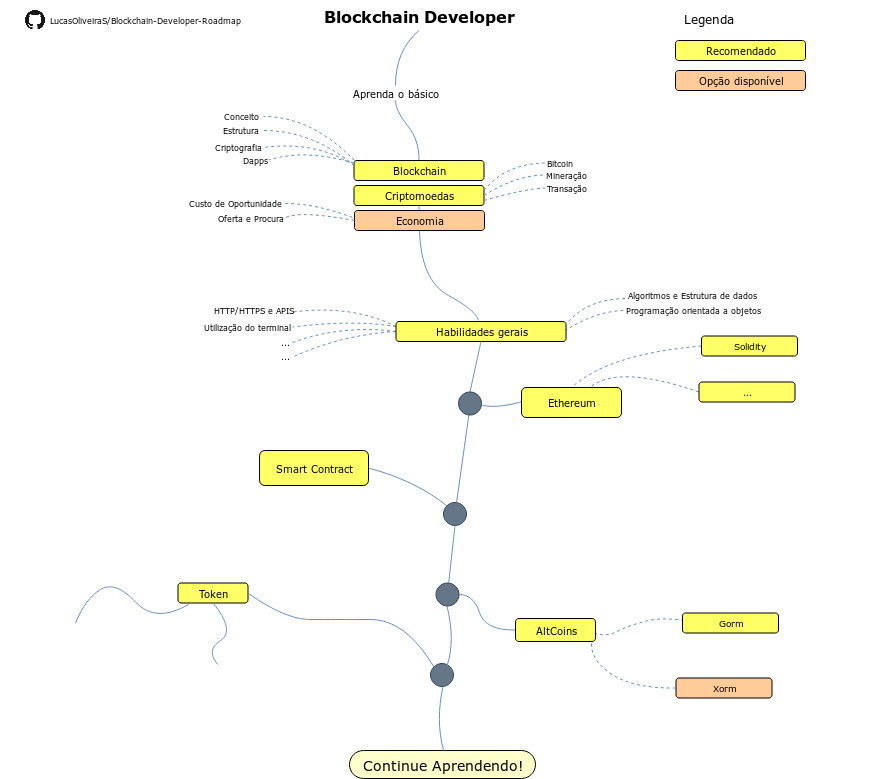 LucasOliveiraS/Blockchain-Developer-Roadmap
Blockchain Developer
Legenda
Recomendado
Opção disponível
Aprenda o básico
Conceito
Estrutura
Criptografia
Dapps
Blockchain
Criptomoedas
Economia
Bitcoin
Mineração
Transação
Custo de Oportunidade
Oferta e Procura
HTTP/HTTPS e APIS
Utilização do terminal
...
...
Habilidades gerais
Algoritmos e Estrutura de dados
Programação orientada a objetos
Solidity
Ethereum
...
Smart Contract
Token
AltCoins
Gorm
Xorm
Continue Aprendendo!